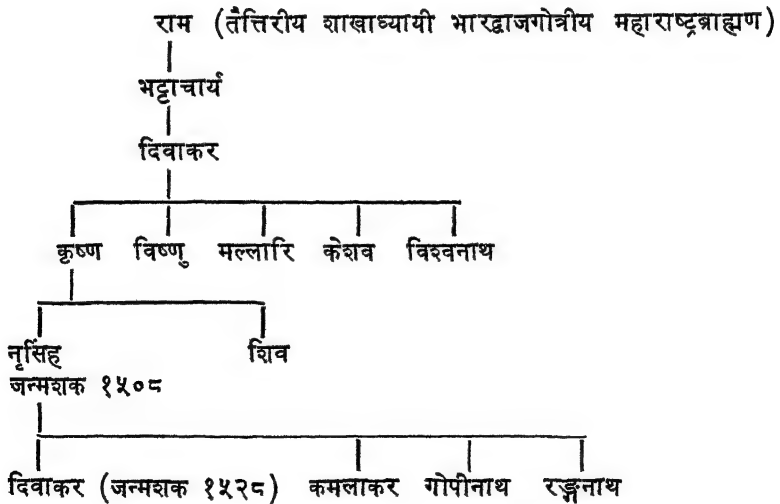 राम (तैत्तिरीय शाखाध्यायी भारद्वाजगोत्रीय महाराष्ट्रब्राह्मण)
भट्टाचार्य
दिवाकर
कृष्ण विष्णु मल्लारि केशव विश्वनाथ
नृसिंह शिव
जन्मशक १५०८
दिवाकर (जन्मशक १५२८) कमलाकर गोपीनाथ रङ्गनाथ